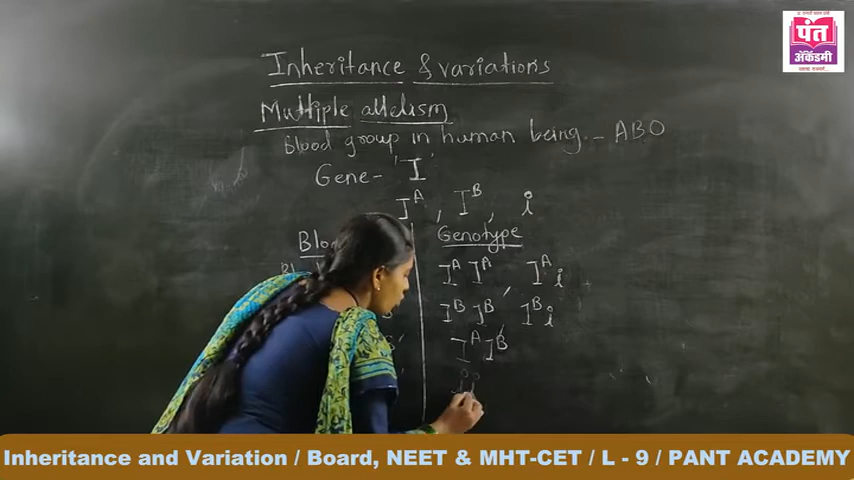 पंत
अॅकॅडमी
Inheritance & variations
Multiple allelism
Blood group in human being. - ABO
Gene - 'I'
I^A, I^B, i
Genotype
I^A I^A, I^A i
I^B I^B, I^B i
I^A I^B
ii
Inheritance and Variation / Board, NEET & MHT-CET / L - 9 / PANT ACADEMY